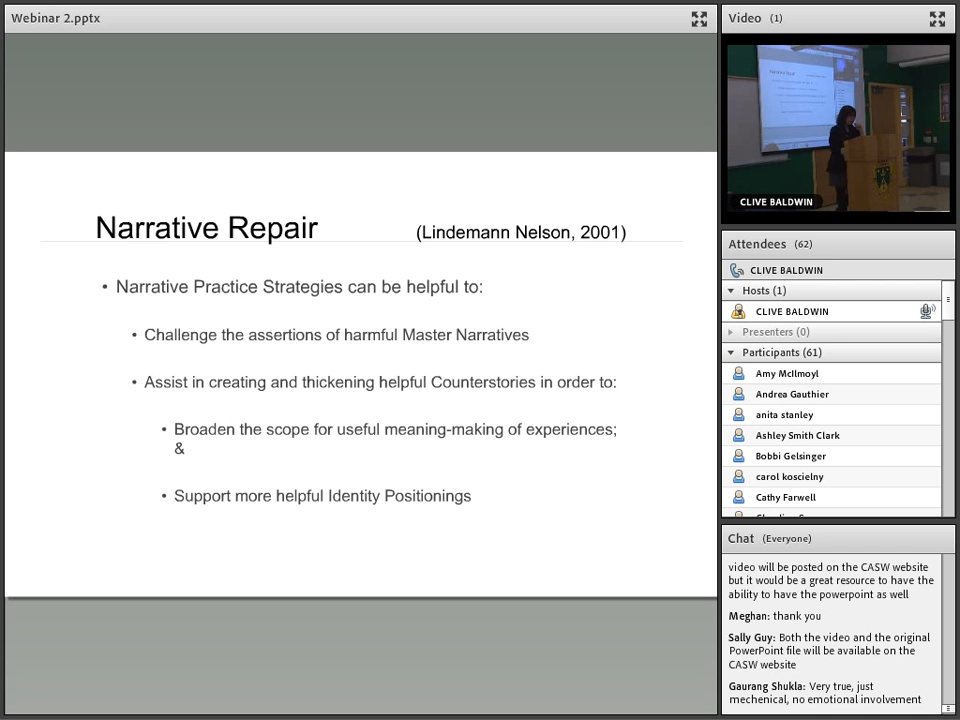 Webinar 2.pptx
Narrative Repair (Lindemann Nelson, 2001)
• Narrative Practice Strategies can be helpful to:
• Challenge the assertions of harmful Master Narratives
• Assist in creating and thickening helpful Counterstories in order to:
• Broaden the scope for useful meaning-making of experiences;
&
• Support more helpful Identity Positionings
Video (1)
Narrative Repair
CLIVE BALDWIN
Attendees (62)
CLIVE BALDWIN
Hosts (1)
CLIVE BALDWIN
Presenters (0)
Participants (61)
Amy McIlmoyl
Andrea Gauthier
anita stanley
Ashley Smith Clark
Bobbi Gelsinger
carol koscielny
Cathy Farwell
Chat (Everyone)
video will be posted on the CASW website
but it would be a great resource to have the
ability to have the powerpoint as well
Meghan: thank you
Sally Guy: Both the video and the original
PowerPoint file will be available on the
CASW website
Gaurang Shukla: Very true, just
mechenical, no emotional involvement